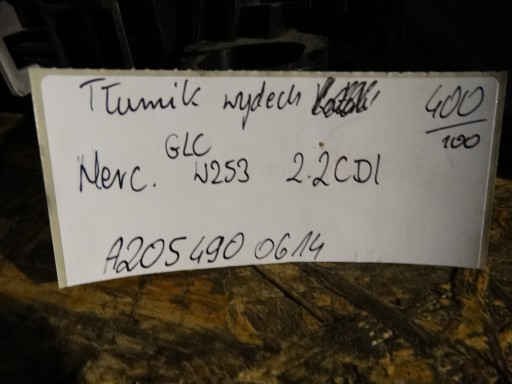 Tłumik wydech 400
100
GLC
Merc. W253 2.2CDI
A205 490 06 14